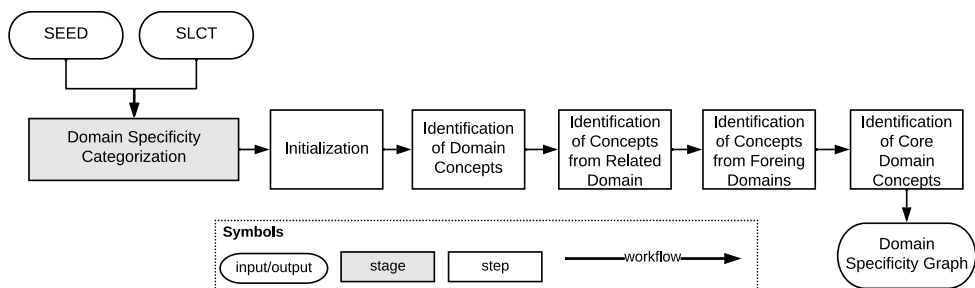 SEED
SLCT
Domain Specificity
Categorization
Initialization
Identification
of Domain
Concepts
Identification
of Concepts
from Related
Domain
Identification
of Concepts
from Foreing
Domains
Identification
of Core
Domain
Concepts
Domain
Specificity Graph
Symbols
input/output
stage
step
workflow